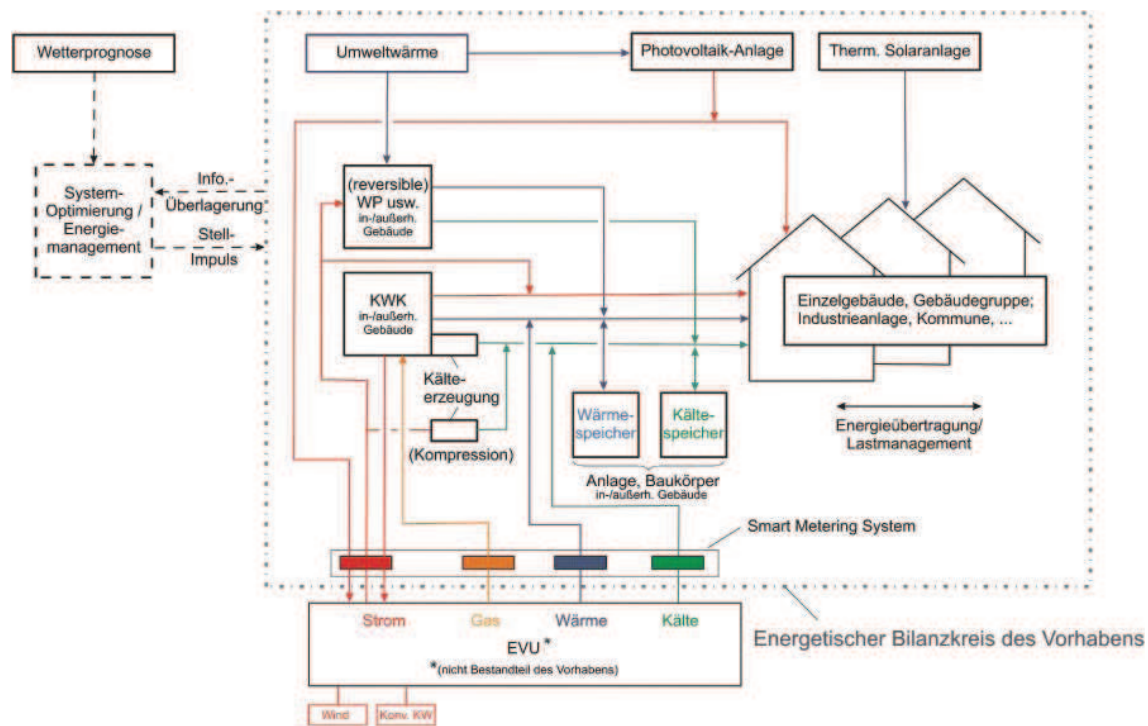 Wetterprognose
Umweltwärme
Photovoltaik-Anlage
Therm. Solaranlage
System-
Optimierung /
Energie-
management
Info.-
Überlagerung
Stell-
Impuls
(reversible)
WP usw.
in-/außerh.
Gebäude
KWK
in-/außerh.
Gebäude
Einzelgebäude, Gebäudegruppe;
Industrieanlage, Kommune, ...
Kälte-
erzeugung
(Kompression)
Wärme-
speicher
Kälte-
speicher
Energieübertragung/
Lastmanagement
Anlage, Baukörper
in-/außerh. Gebäude
Smart Metering System
Strom
Gas
Wärme
Kälte
Energetischer Bilanzkreis des Vorhabens
EVU *
*(nicht Bestandteil des Vorhabens)
Wind
Konv. KW